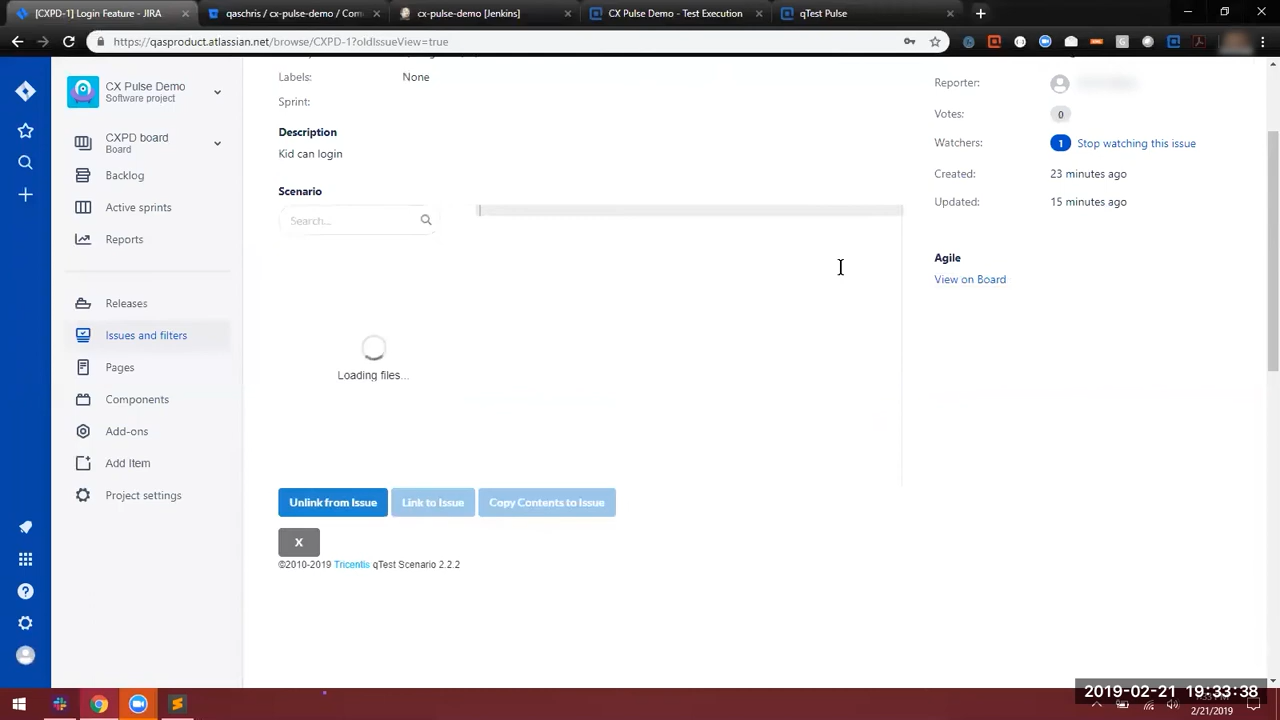 [CXPD-1] Login Feature - JIRA
qaschris / cx-pulse-demo / Com
cx-pulse-demo [Jenkins]
CX Pulse Demo - Test Execution
qTest Pulse
https://qasproduct.atlassian.net/browse/CXPD-1?oldIssueView=true
CX Pulse Demo
Software project
CXPD board
Board
Backlog
Active sprints
Reports
Releases
Issues and filters
Pages
Components
Add-ons
Add Item
Project settings
Labels: None
Sprint:
Description
Kid can login
Scenario
Search...
Loading files...
Unlink from Issue
Link to Issue
Copy Contents to Issue
X
©2010-2019 Tricentis qTest Scenario 2.2.2
Reporter:
Votes: 0
Watchers: 1 Stop watching this issue
Created: 23 minutes ago
Updated: 15 minutes ago
Agile
View on Board
2019-02-21 19:33:38
2/21/2019